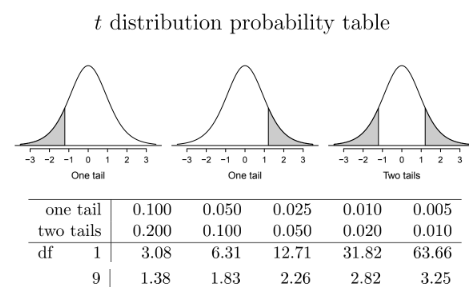 t distribution probability table
−3 −2 −1 0 1 2 3
One tail
−3 −2 −1 0 1 2 3
One tail
−3 −2 −1 0 1 2 3
Two tails
one tail 0.100 0.050 0.025 0.010 0.005
two tails 0.200 0.100 0.050 0.020 0.010
df 1 3.08 6.31 12.71 31.82 63.66
9 1.38 1.83 2.26 2.82 3.25